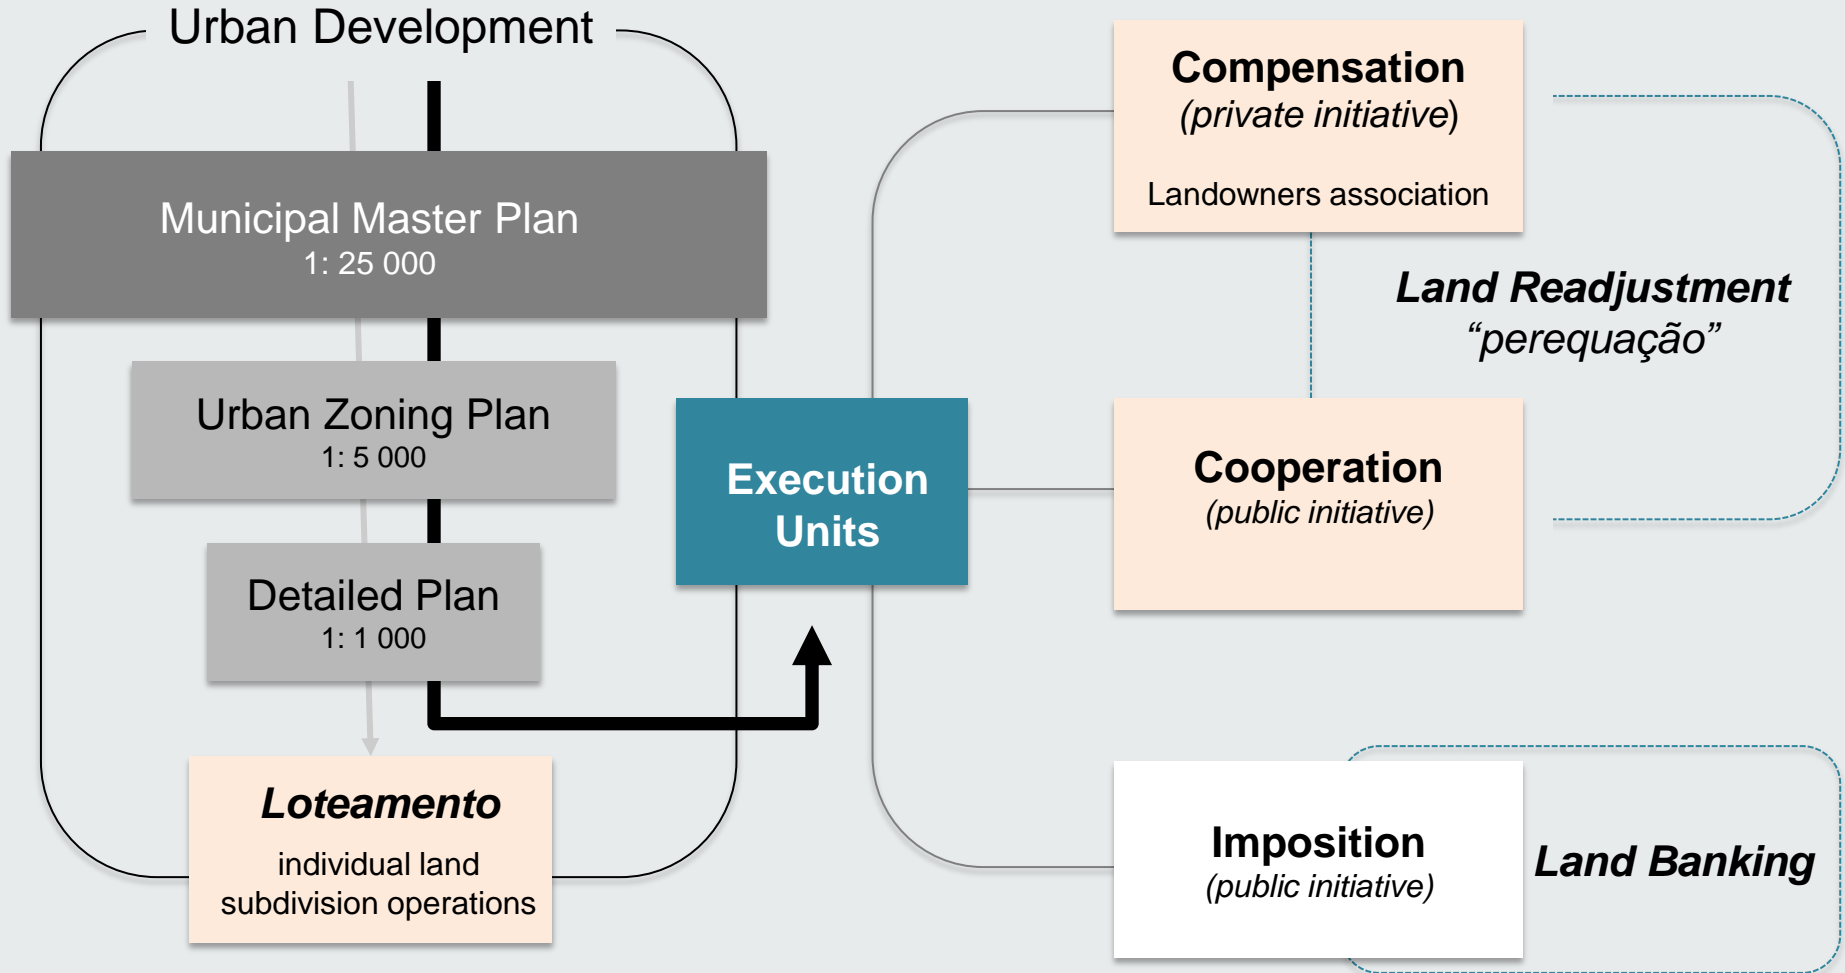 Urban Development
Municipal Master Plan
1: 25 000
Urban Zoning Plan
1: 5 000
Detailed Plan
1: 1 000
Loteamento
individual land
subdivision operations
Execution
Units
Compensation
(private initiative)
Landowners association
Land Readjustment
“perequação”
Cooperation
(public initiative)
Imposition
(public initiative)
Land Banking